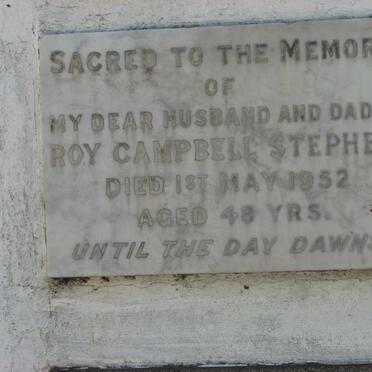 SACRED TO THE MEMOR
OF
MY DEAR HUSBAND AND DAD
ROY CAMPBELL STEPHE
DIED 1ST MAY 1952
AGED 48 YRS.
UNTIL THE DAY DAWNS